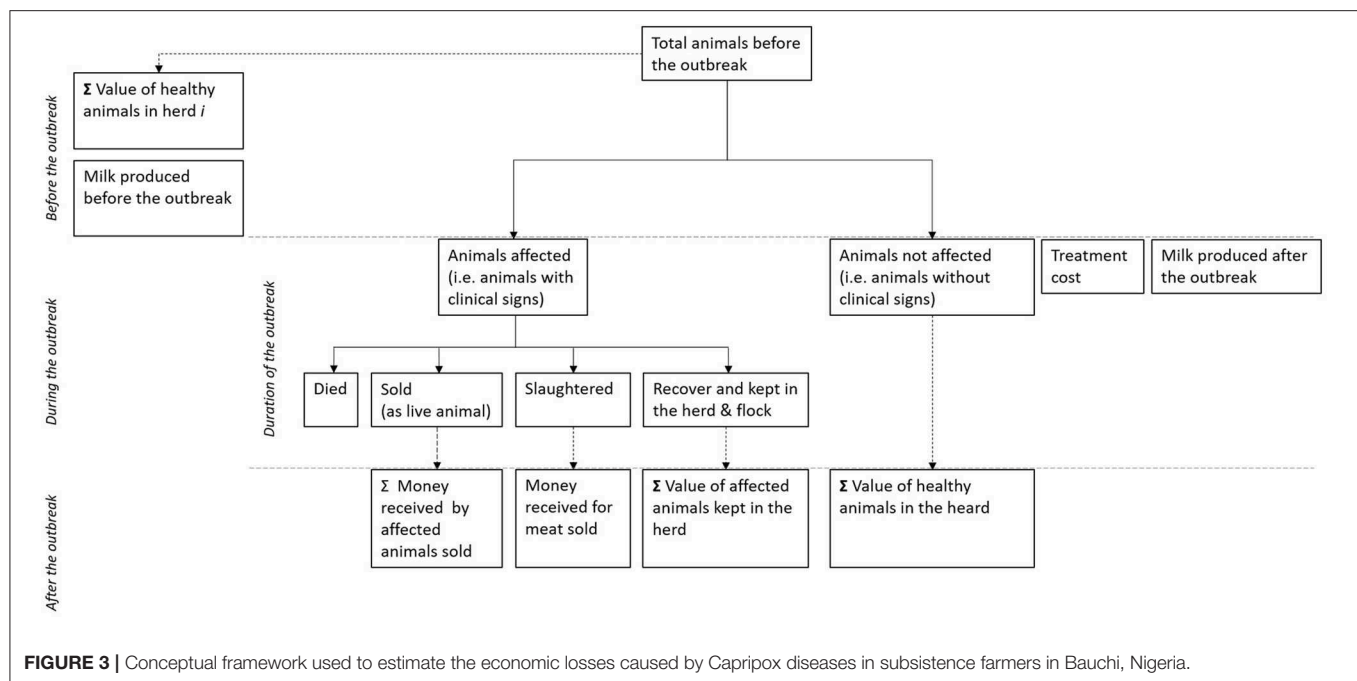 Total animals before
the outbreak
Before the outbreak
Σ Value of healthy
animals in herd i
Milk produced
before the outbreak
During the outbreak
Duration of the outbreak
Animals affected
(i.e. animals with
clinical signs)
Animals not affected
(i.e. animals without
clinical signs)
Treatment
cost
Milk produced after
the outbreak
Died
Sold
(as live animal)
Slaughtered
Recover and kept in
the herd & flock
After the outbreak
Σ Money
received by
affected
animals sold
Money
received for
meat sold
Σ Value of affected
animals kept in the
herd
Σ Value of healthy
animals in the heard
FIGURE 3 | Conceptual framework used to estimate the economic losses caused by Capripox diseases in subsistence farmers in Bauchi, Nigeria.